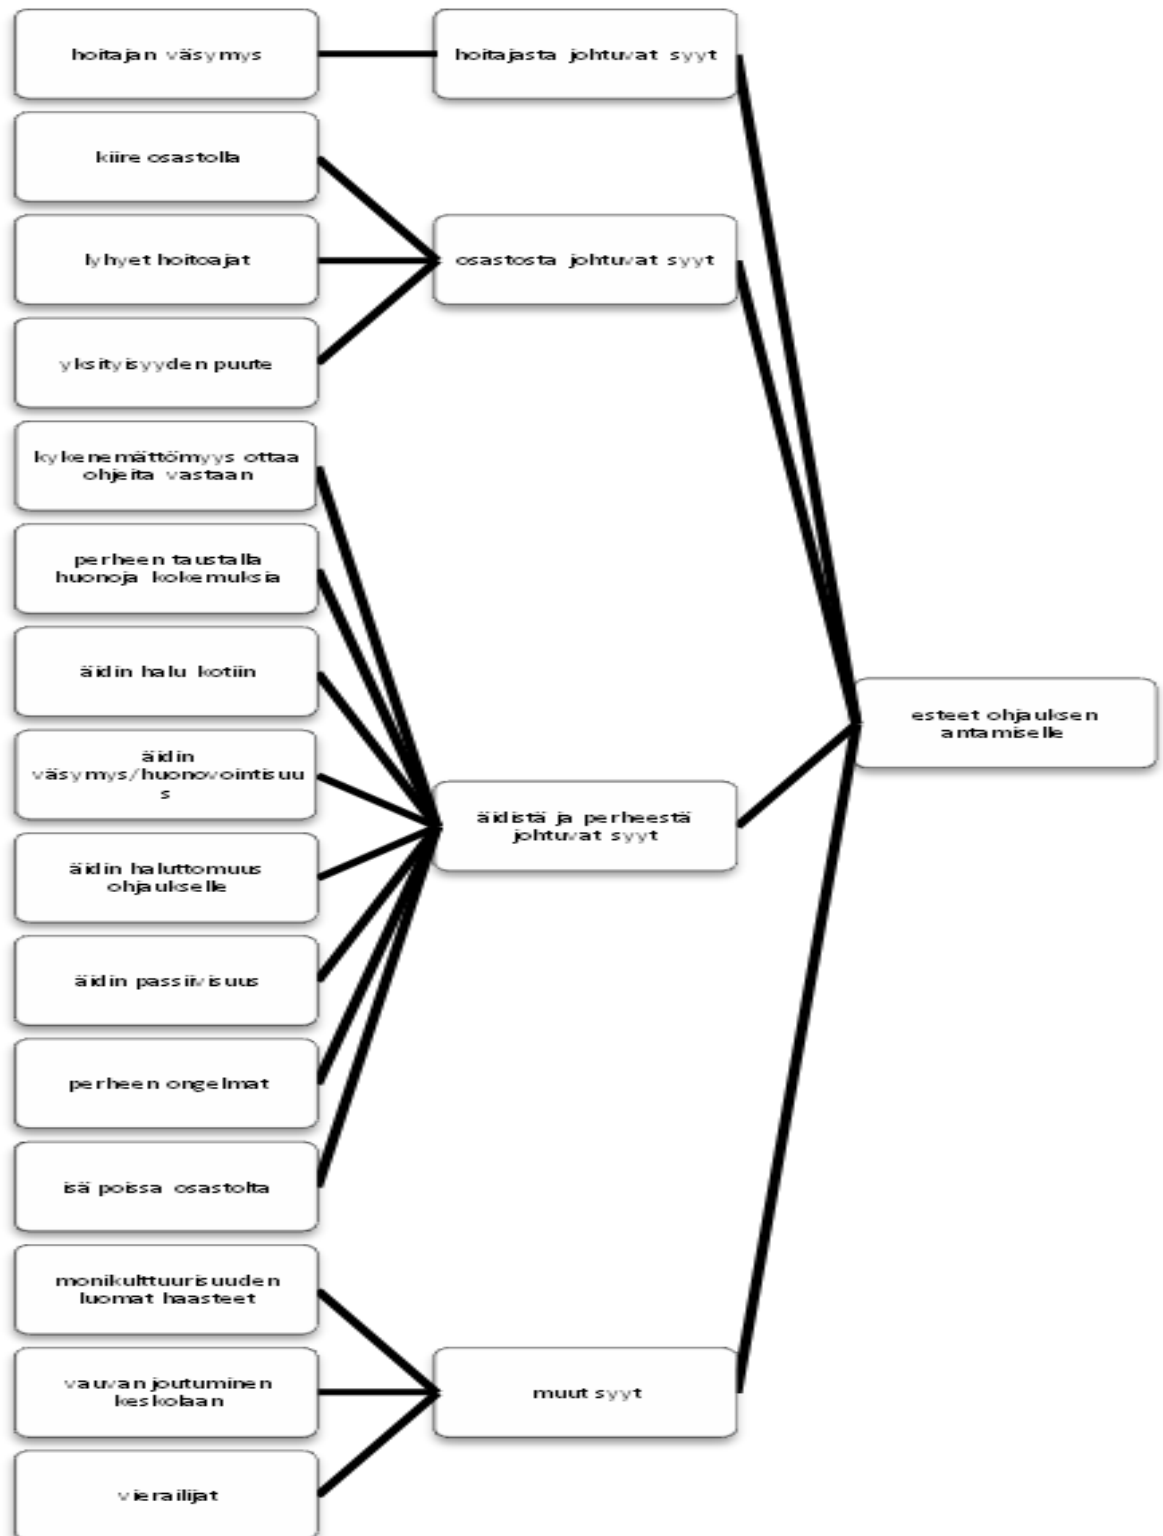 hoitajan väsymys
hoitajasta johtuvat syyt
kiire osastolla
lyhyet hoitoajat
osastosta johtuvat syyt
yksityisyyden puute
kykenemättömyys ottaa
ohjeita vastaan
perheen taustalla
huonoja kokemuksia
äidin halu kotiin
äidin
väsymys/huonovointisuu
s
äidin haluttomuus
ohjaukselle
äidin passiivisuus
perheen ongelmat
isä poissa osastolta
äidistä ja perheestä
johtuvat syyt
monikulttuurisuuden
luomat haasteet
vauvan joutuminen
keskolaan
vierailijat
muut syyt
esteet ohjauksen
antamiselle